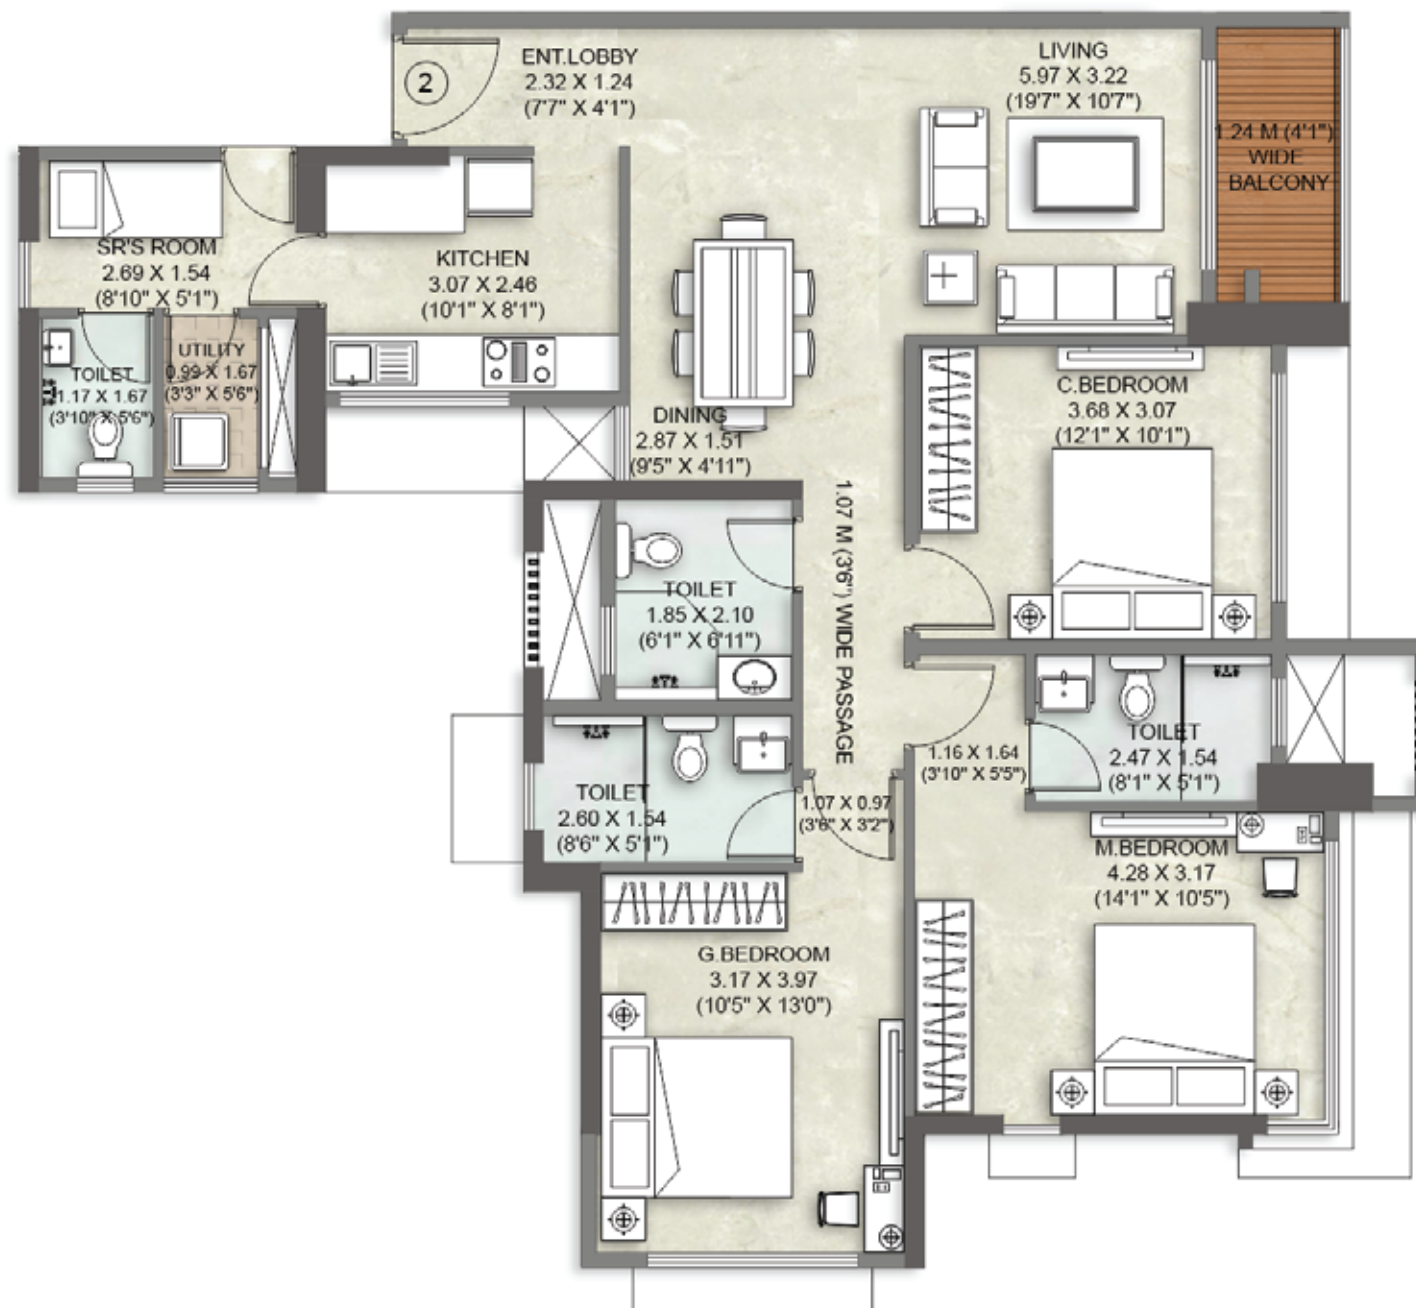 2
ENT.LOBBY
2.32 X 1.24
(7'7" X 4'1")
LIVING
5.97 X 3.22
(19'7" X 10'7")
1.24 M (4'1")
WIDE
BALCONY
SR'S ROOM
2.69 X 1.54
(8'10" X 5'1")
KITCHEN
3.07 X 2.46
(10'1" X 8'1")
TOILET
1.17 X 1.67
(3'10" X 5'6")
UTILITY
0.99 X 1.67
(3'3" X 5'6")
DINING
2.87 X 1.51
(9'5" X 4'11")
C.BEDROOM
3.68 X 3.07
(12'1" X 10'1")
1.07 M (3'6") WIDE PASSAGE
TOILET
1.85 X 2.10
(6'1" X 6'11")
TOILET
2.60 X 1.54
(8'6" X 5'1")
1.07 X 0.97
(3'6" X 3'2")
1.16 X 1.64
(3'10" X 5'5")
TOILET
2.47 X 1.54
(8'1" X 5'1")
M.BEDROOM
4.28 X 3.17
(14'1" X 10'5")
G.BEDROOM
3.17 X 3.97
(10'5" X 13'0")